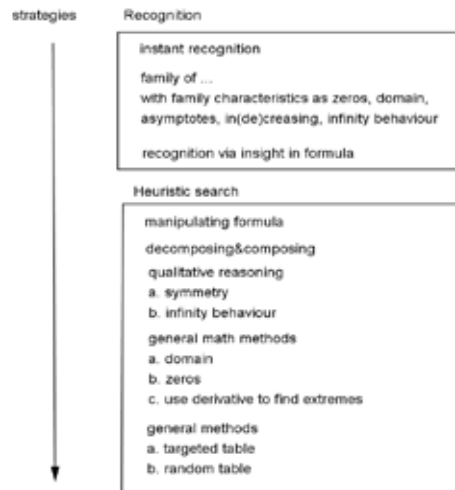 strategies Recognition
instant recognition
family of ...
with family characteristics as zeros, domain,
asymptotes, in(de)creasing, infinity behaviour
recognition via insight in formula
Heuristic search
manipulating formula
decomposing&composing
qualitative reasoning
a. symmetry
b. infinity behaviour
general math methods
a. domain
b. zeros
c. use derivative to find extremes
general methods
a. targeted table
b. random table